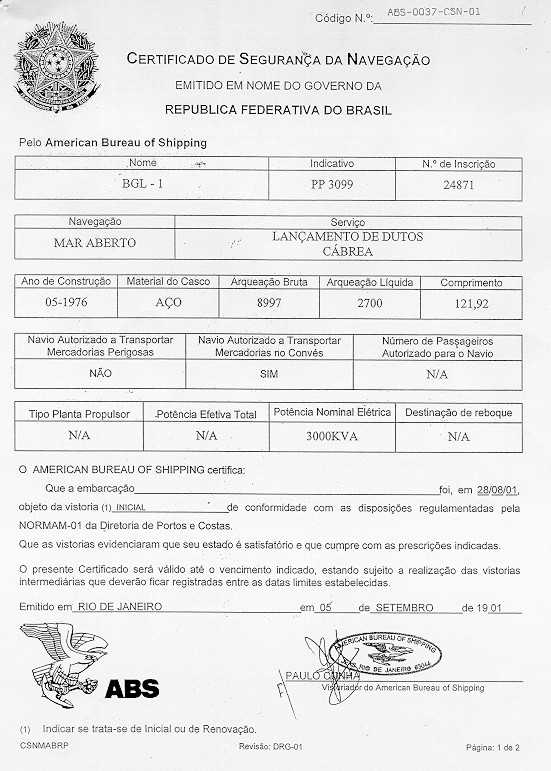 Código N.º: ABS-0037-CSN-01
CERTIFICADO DE SEGURANÇA DA NAVEGAÇÃO
EMITIDO EM NOME DO GOVERNO DA
REPUBLICA FEDERATIVA DO BRASIL
Pelo American Bureau of Shipping
Nome Indicativo N.º de Inscrição
BGL - 1 PP 3099 24871
Navegação Serviço
MAR ABERTO LANÇAMENTO DE DUTOS
CÁBREA
Ano de Construção Material do Casco Arqueação Bruta Arqueação Líquida Comprimento
05-1976 AÇO 8997 2700 121,92
Navio Autorizado a Transportar Navio Autorizado a Transportar Número de Passageiros
Mercadorias Perigosas Mercadorias no Convés Autorizado para o Navio
NÃO SIM N/A
Tipo Planta Propulsor Potência Efetiva Total Potência Nominal Elétrica Destinação de reboque
N/A N/A 3000KVA N/A
O AMERICAN BUREAU OF SHIPPING certifica:
Que a embarcação foi, em 28/08/01,
objeto da vistoria (1) INICIAL de conformidade com as disposições regulamentadas pela
NORMAM-01 da Diretoria de Portos e Costas.
Que as vistorias evidenciaram que seu estado é satisfatório e que cumpre com as prescrições indicadas.
O presente Certificado será válido até o vencimento indicado, estando sujeito a realização das vistorias
intermediárias que deverão ficar registradas entre as datas limites estabelecidas.
Emitido em RIO DE JANEIRO em 05 de SETEMBRO de 19 01
AMERICAN BUREAU OF SHIPPING
RIO DE JANEIRO
ABS
PAULO CUNHA
Vistoriador do American Bureau of Shipping
(1) Indicar se trata-se de Inicial ou de Renovação.
CSNMABRP Revisão: DRG-01 Página: 1 de 2